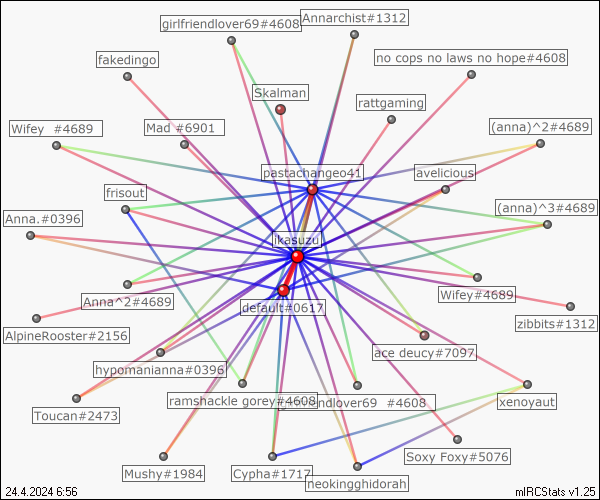 girlfriendlover69#4608
Annarchist#1312
fakedingo
no cops no laws no hope#4608
Skalman
rattgaming
Wifey #4689
Mad #6901
(anna)^2#4689
pastachangeo41
avelicious
frisout
(anna)^3#4689
Anna.#0396
ikasuzu
Anna^2#4689
Wifey#4689
default#0617
zibbits#1312
AlpineRooster#2156
ace deucy#7097
hypomanianna#0396
ramshackle gorey#4608
endlover69 #4608
xenoyaut
Toucan#2473
Soxy Foxy#5076
Mushy#1984
Cypha#1717
neokingghidorah
24.4.2024 6:56
mIRCStats v1.25